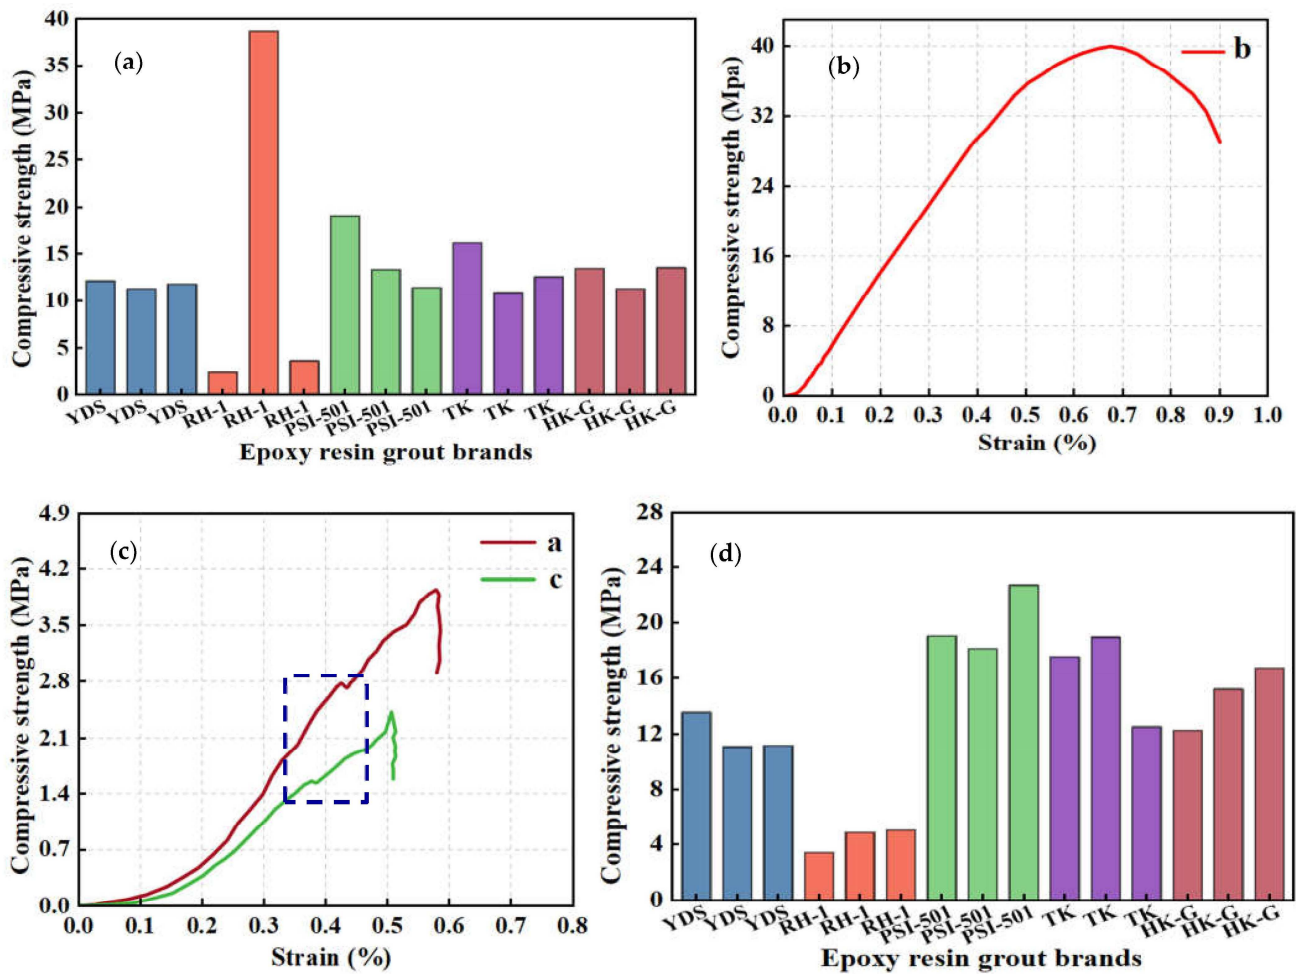 (a)
Compressive strength (MPa)
40
35
30
25
20
15
10
5
0
YDS YDS YDS RH-1 RH-1 RH-1 PSI-501 PSI-501 PSI-501 TK TK TK HK-G HK-G HK-G
Epoxy resin grout brands
(b)
b
Compressive strength (Mpa)
40
32
24
16
8
0
0.0 0.1 0.2 0.3 0.4 0.5 0.6 0.7 0.8 0.9 1.0
Strain (%)
(c)
a
c
Compressive strength (MPa)
4.9
4.2
3.5
2.8
2.1
1.4
0.7
0.0
0.0 0.1 0.2 0.3 0.4 0.5 0.6 0.7 0.8
Strain (%)
(d)
Compressive strength (MPa)
28
24
20
16
12
8
4
0
YDS YDS YDS RH-1 RH-1 RH-1 PSI-501 PSI-501 PSI-501 TK TK TK HK-G HK-G HK-G
Epoxy resin grout brands